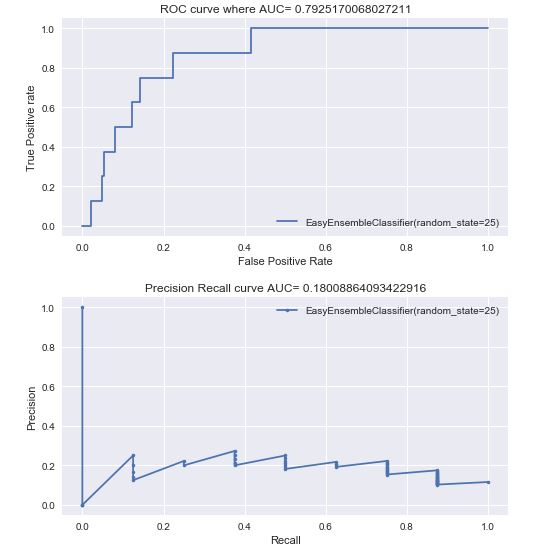 ROC curve where AUC= 0.7925170068027211
1.0
0.8
0.6
0.4
0.2
0.0
True Positive rate
EasyEnsembleClassifier(random_state=25)
0.0 0.2 0.4 0.6 0.8 1.0
False Positive Rate
Precision Recall curve AUC= 0.18008864093422916
1.0
0.8
0.6
0.4
0.2
0.0
Precision
EasyEnsembleClassifier(random_state=25)
0.0 0.2 0.4 0.6 0.8 1.0
Recall